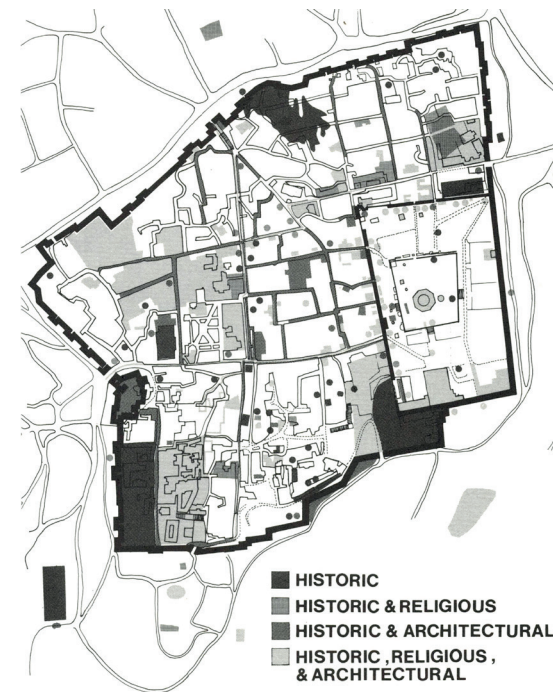 HISTORIC
HISTORIC & RELIGIOUS
HISTORIC & ARCHITECTURAL
HISTORIC , RELIGIOUS ,
& ARCHITECTURAL